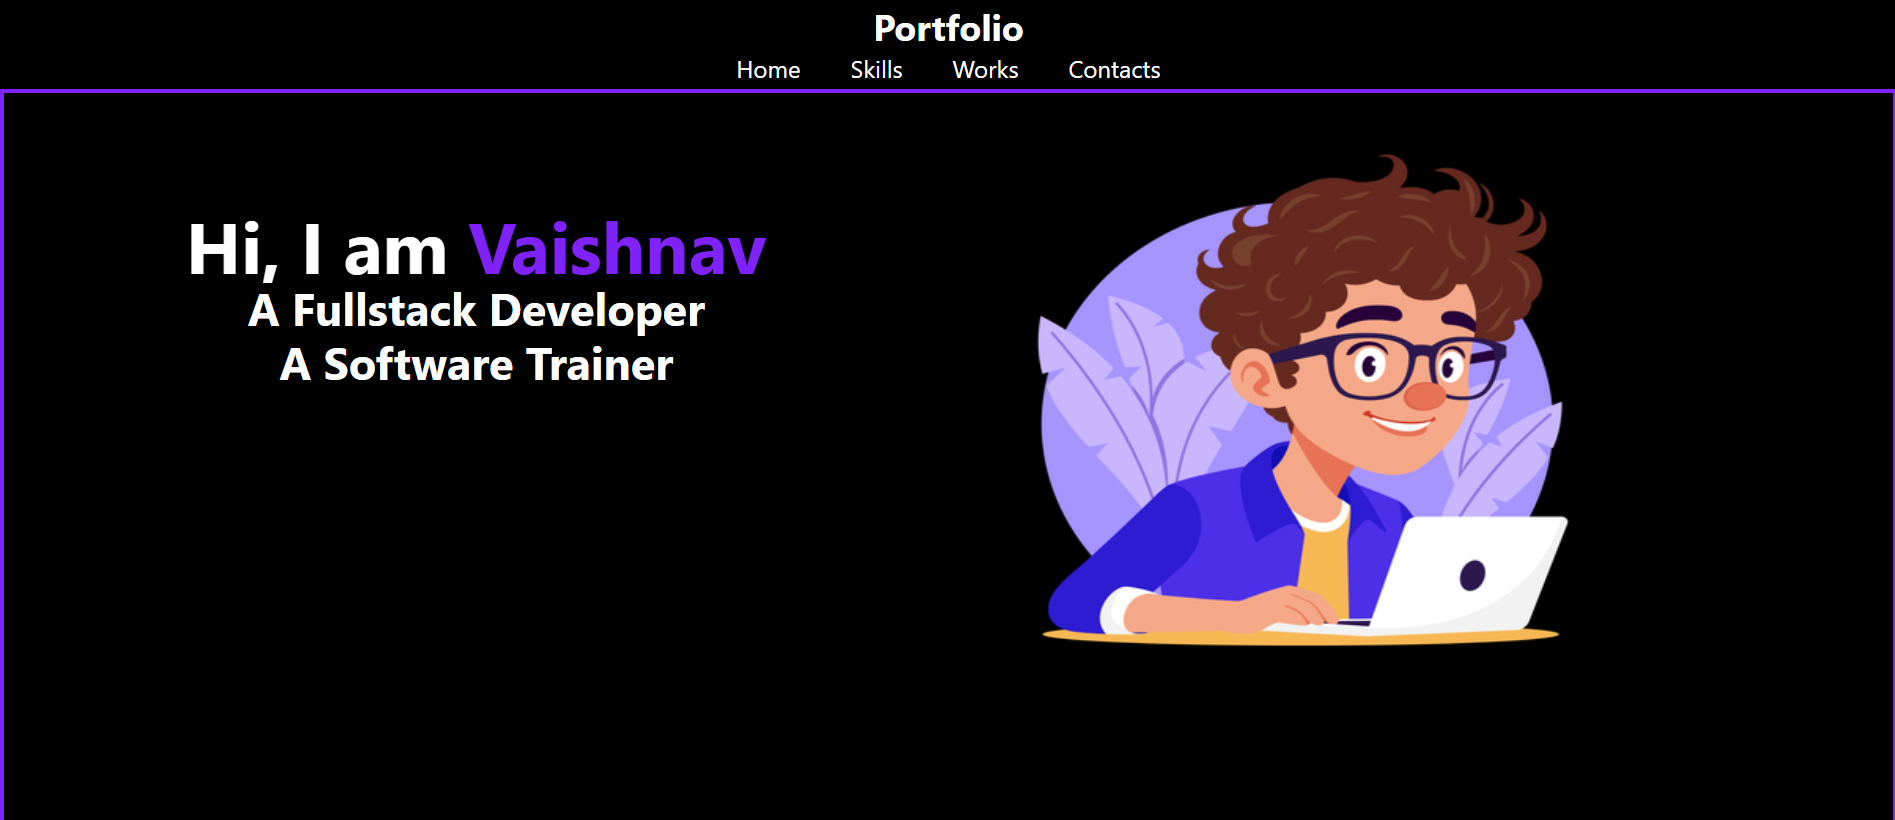 Portfolio
Home Skills Works Contacts
Hi, I am Vaishnav
A Fullstack Developer
A Software Trainer